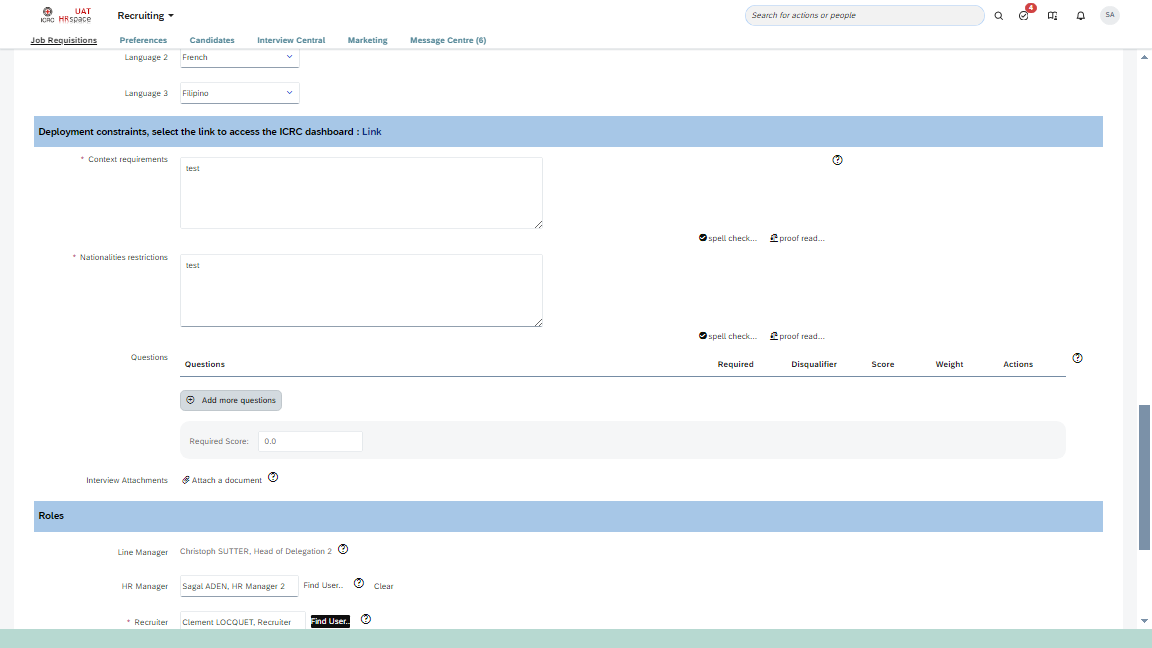 UAT
ICRC HRspace
Recruiting
Search for actions or people
4
SA
Job Requisitions Preferences Candidates Interview Central Marketing Message Centre (6)
Language 2 French
Language 3 Filipino
Deployment constraints, select the link to access the ICRC dashboard : Link
* Context requirements
test
spell check... proof read...
* Nationalities restrictions
test
spell check... proof read...
Questions
Questions Required Disqualifier Score Weight Actions
Add more questions
Required Score: 0.0
Interview Attachments Attach a document
Roles
Line Manager Christoph SUTTER, Head of Delegation 2
HR Manager Sagal ADEN, HR Manager 2 Find User.. Clear
* Recruiter Clement LOCQUET, Recruiter Find User..